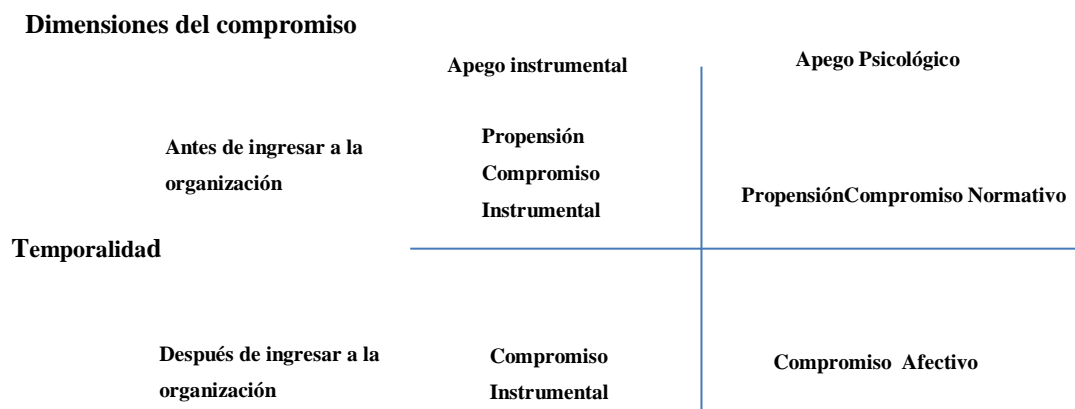 Dimensiones del compromiso
Apego instrumental
Apego Psicológico
Antes de ingresar a la
organización
Propensión
Compromiso
Instrumental
PropensiónCompromiso Normativo
Temporalidad
Después de ingresar a la
organización
Compromiso
Instrumental
Compromiso Afectivo